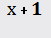 x + 1